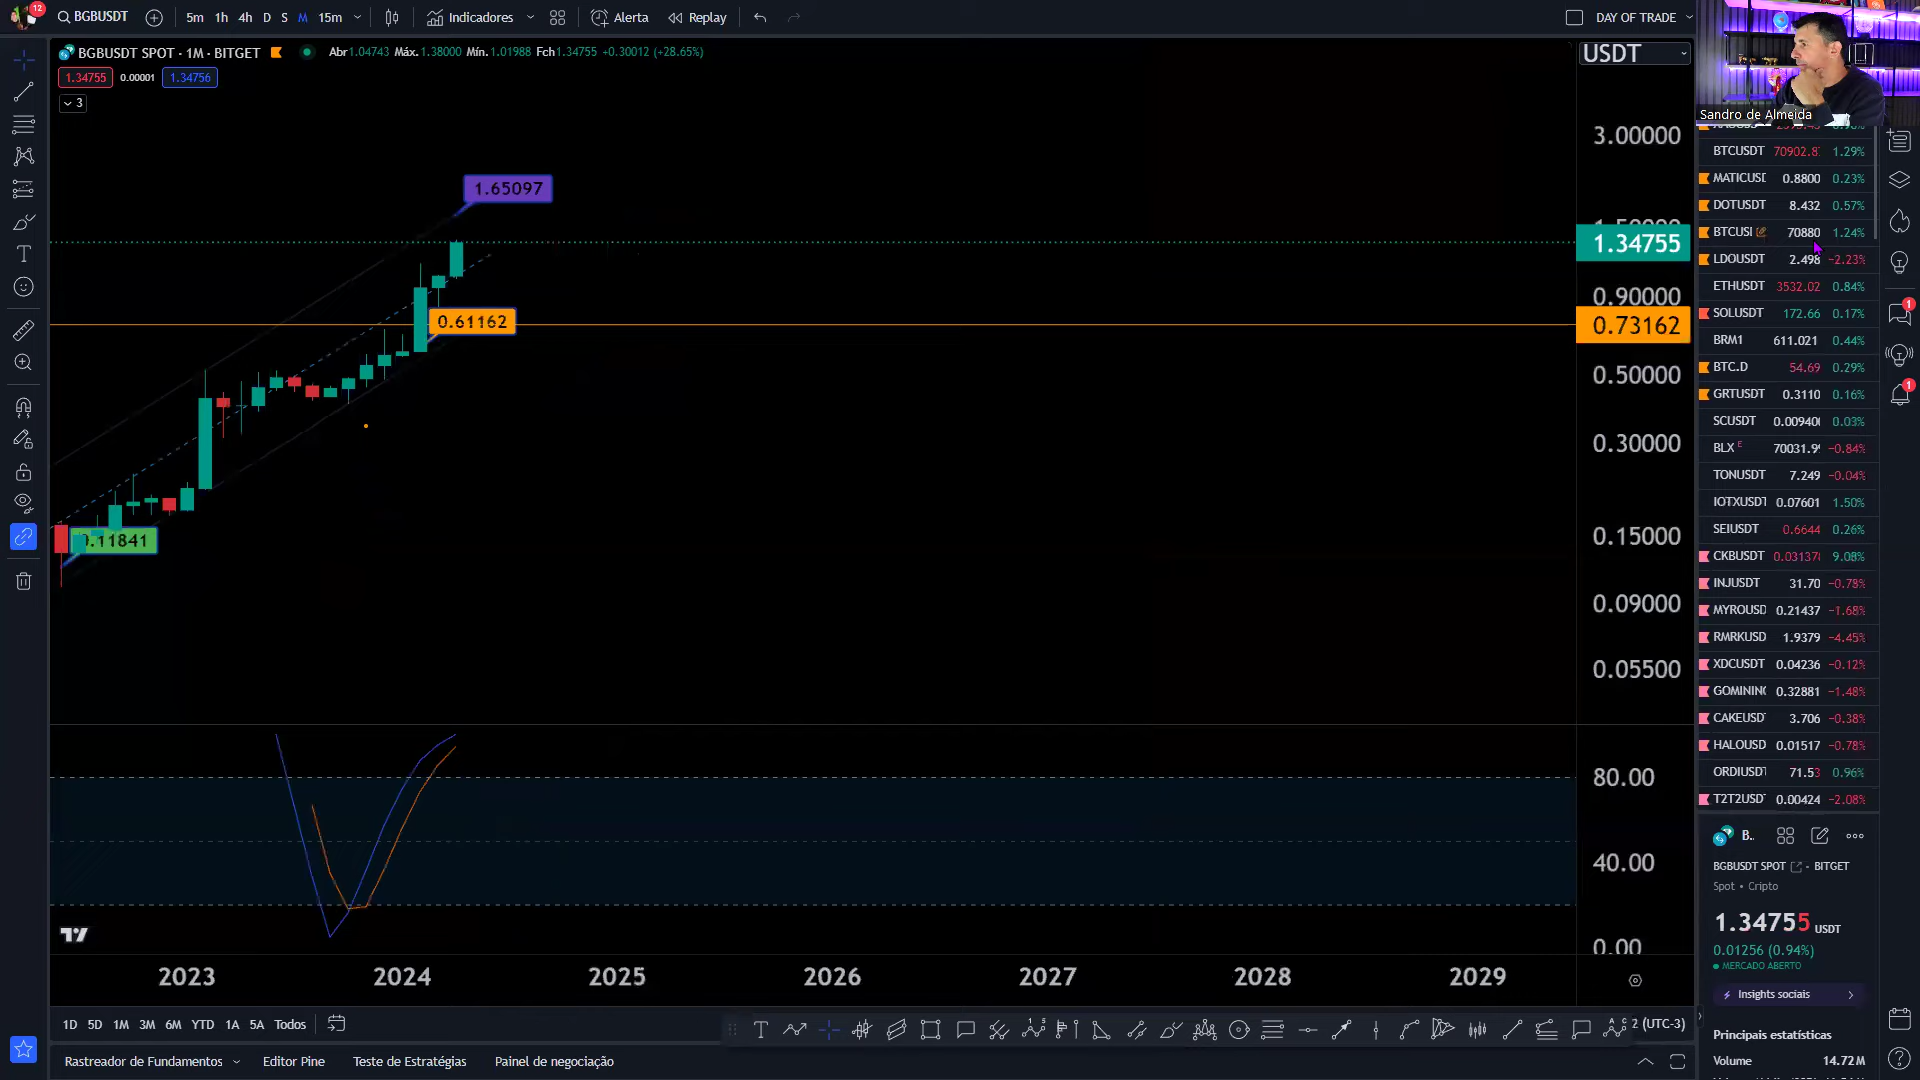 12
BGBUSDT
5m 1h 4h D S M 15m
Indicadores
Alerta
Replay
DAY OF TRADE
BGBUSDT SPOT · 1M · BITGET
Abr1.04743 Máx.1.38000 Mín.1.01988 Fch1.34755 +0.30012 (+28.65%)
1.34755 0.00001 1.34756
3
USDT
3.00000
1.34755
0.90000
0.73162
0.50000
0.30000
0.15000
0.09000
0.05500
80.00
40.00
0.00
1.65097
0.61162
2023 2024 2025 2026 2027 2028 2029
1D 5D 1M 3M 6M YTD 1A 5A Todos
2 (UTC-3)
Rastreador de Fundamentos
Editor Pine
Teste de Estratégias
Painel de negociação
Sandro de Almeida
BTCUSDT 70902.8 1.29%
MATICUSD 0.8800 0.23%
DOTUSDT 8.432 0.57%
BTCUSI 70880 1.24%
LDOUSDT 2.498 −2.23%
ETHUSDT 3532.02 0.84%
SOLUSDT 172.66 0.17%
BRM1 611.021 0.44%
BTC.D 54.69 0.29%
GRTUSDT 0.3110 0.16%
SCUSDT 0.00940 0.03%
BLX E 70031.9 −0.84%
TONUSDT 7.249 −0.04%
IOTXUSDT 0.07601 1.50%
SEIUSDT 0.6644 0.26%
CKBUSDT 0.03137 9.08%
INJUSDT 31.70 −0.78%
MYROUSD 0.21437 −1.68%
RMRKUSD 1.9379 −4.45%
XDCUSDT 0.04236 −0.12%
GOMININ 0.32881 −1.48%
CAKEUSD 3.706 −0.38%
HALOUSD 0.01517 −0.78%
ORDIUSDT 71.53 0.96%
T2T2USD 0.00424 −2.08%
B.
BGBUSDT SPOT · BITGET
Spot • Cripto
1.34755 USDT
0.01256 (0.94%)
MERCADO ABERTO
Insights sociais
Principais estatísticas
Volume 14.72M